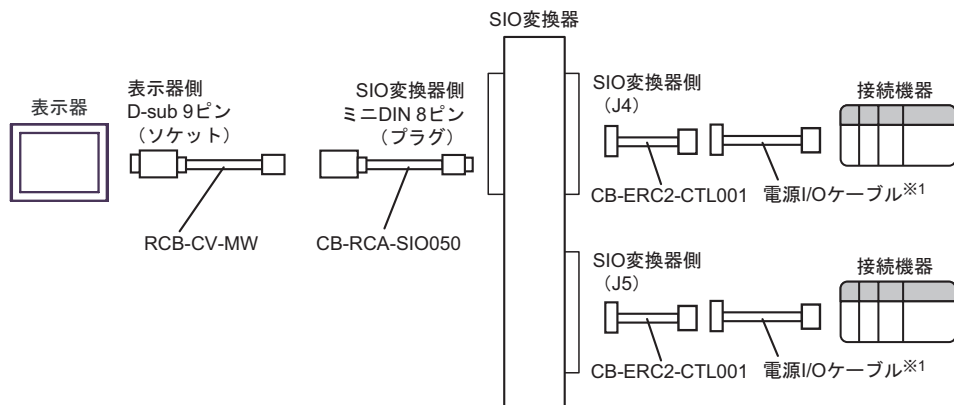 SIO変換器
表示器
表示器側
D-sub 9ピン
（ソケット）
RCB-CV-MW
SIO変換器側
ミニDIN 8ピン
（プラグ）
CB-RCA-SIO050
SIO変換器側
（J4）
接続機器
CB-ERC2-CTL001
電源I/Oケーブル※1
SIO変換器側
（J5）
接続機器
CB-ERC2-CTL001
電源I/Oケーブル※1